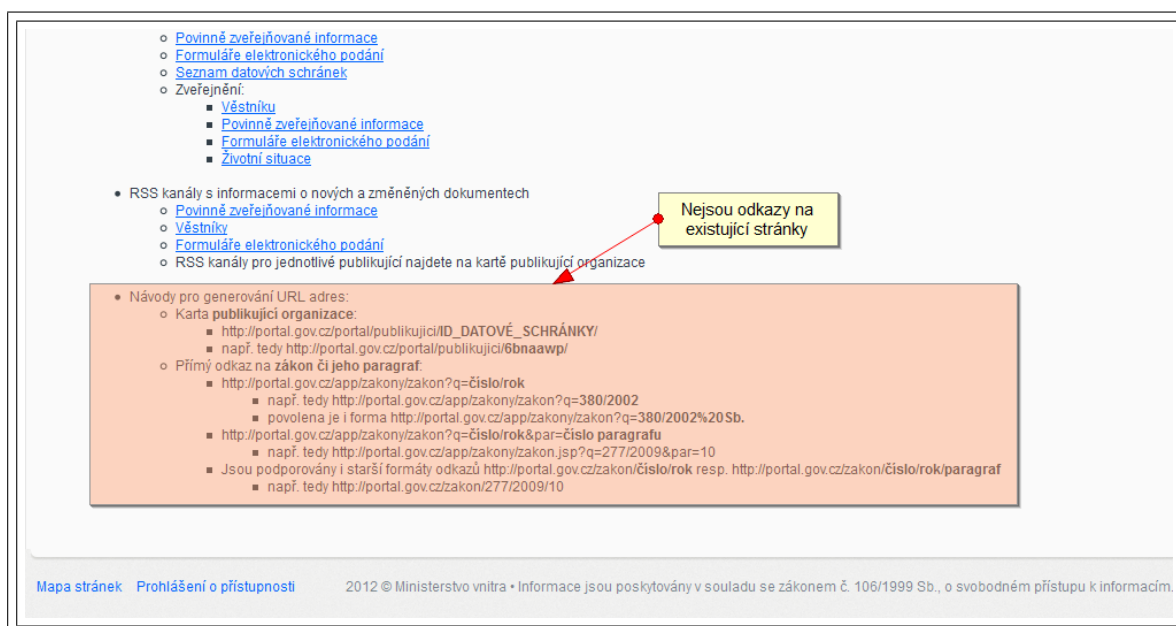 Povinně zveřejňované informace
Formuláře elektronického podání
Seznam datových schránek
Zveřejnění:
Věstníku
Povinně zveřejňované informace
Formuláře elektronického podání
Životní situace
RSS kanály s informacemi o nových a změněných dokumentech
Povinně zveřejňované informace
Věstníky
Formuláře elektronického podání
RSS kanály pro jednotlivé publikující najdete na kartě publikující organizace
Nejsou odkazy na
existující stránky
Návody pro generování URL adres:
Karta publikující organizace:
http://portal.gov.cz/portal/publikujici/ID_DATOVÉ_SCHRÁNKY/
např. tedy http://portal.gov.cz/portal/publikujici/6bnaawp/
Přímý odkaz na zákon či jeho paragraf:
http://portal.gov.cz/app/zakony/zakon?q=číslo/rok
např. tedy http://portal.gov.cz/app/zakony/zakon?q=380/2002
povolena je i forma http://portal.gov.cz/app/zakony/zakon?q=380/2002%20Sb.
http://portal.gov.cz/app/zakony/zakon?q=číslo/rok&par=číslo paragrafu
např. tedy http://portal.gov.cz/app/zakony/zakon.jsp?q=277/2009&par=10
Jsou podporovány i starší formáty odkazů http://portal.gov.cz/zakon/číslo/rok resp. http://portal.gov.cz/zakon/číslo/rok/paragraf
např. tedy http://portal.gov.cz/zakon/277/2009/10
Mapa stránek Prohlášení o přístupnosti 2012 © Ministerstvo vnitra • Informace jsou poskytovány v souladu se zákonem č. 106/1999 Sb., o svobodném přístupu k informacím.